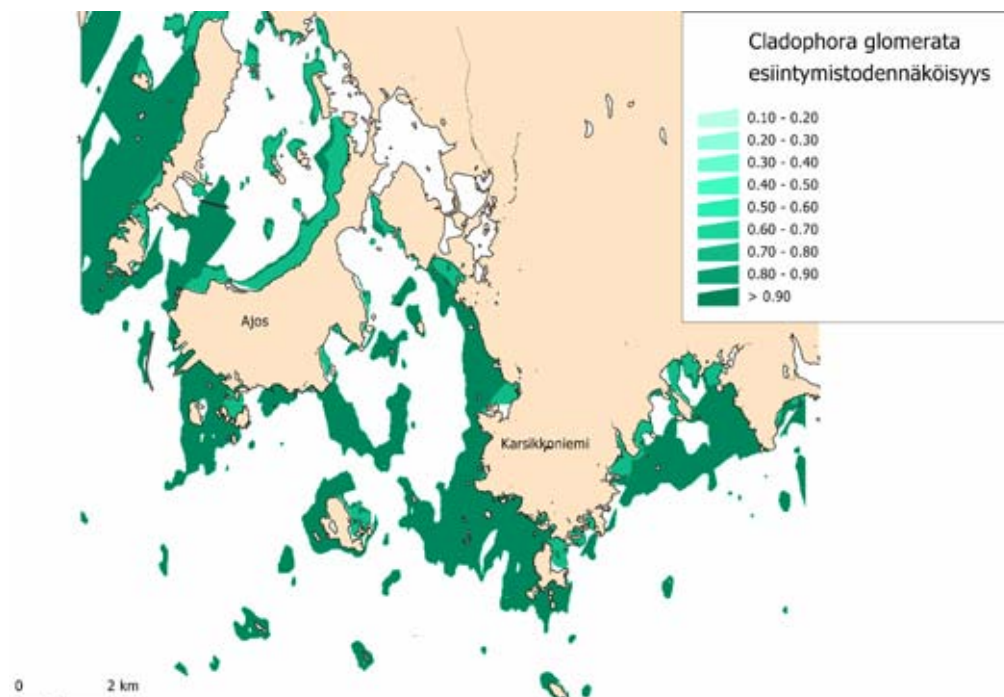 Cladophora glomerata
esiintymistodennäköisyys
0.10 - 0.20
0.20 - 0.30
0.30 - 0.40
0.40 - 0.50
0.50 - 0.60
0.60 - 0.70
0.70 - 0.80
0.80 - 0.90
> 0.90
Ajos
Karsikkoniemi
0 2 km